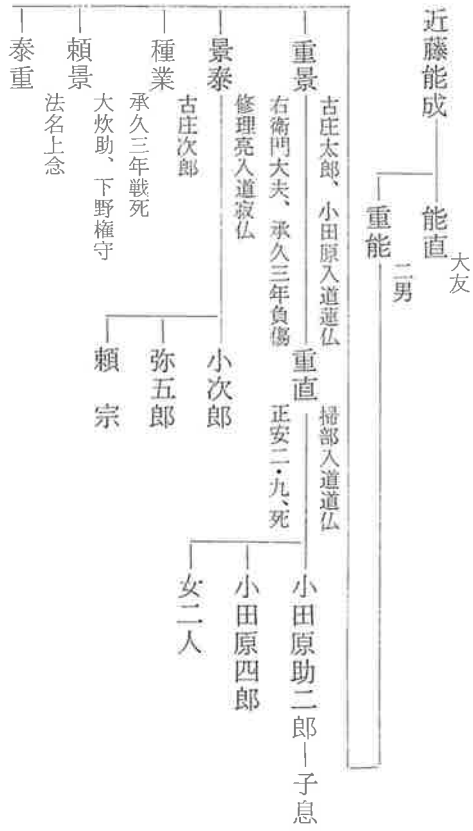 近藤能成
大友
能直
二男
重能
古庄太郎、小田原入道蓮仏
重景
右衛門大夫、承久三年負傷
掃部入道道仏
重直
正安二・九、死
小田原助二郎
子息
小田原四郎
女二人
修理亮入道寂仏
景泰
小次郎
弥五郎
頼宗
古庄次郎
種業
承久三年戦死
大炊助、下野権守
頼景
法名上念
泰重